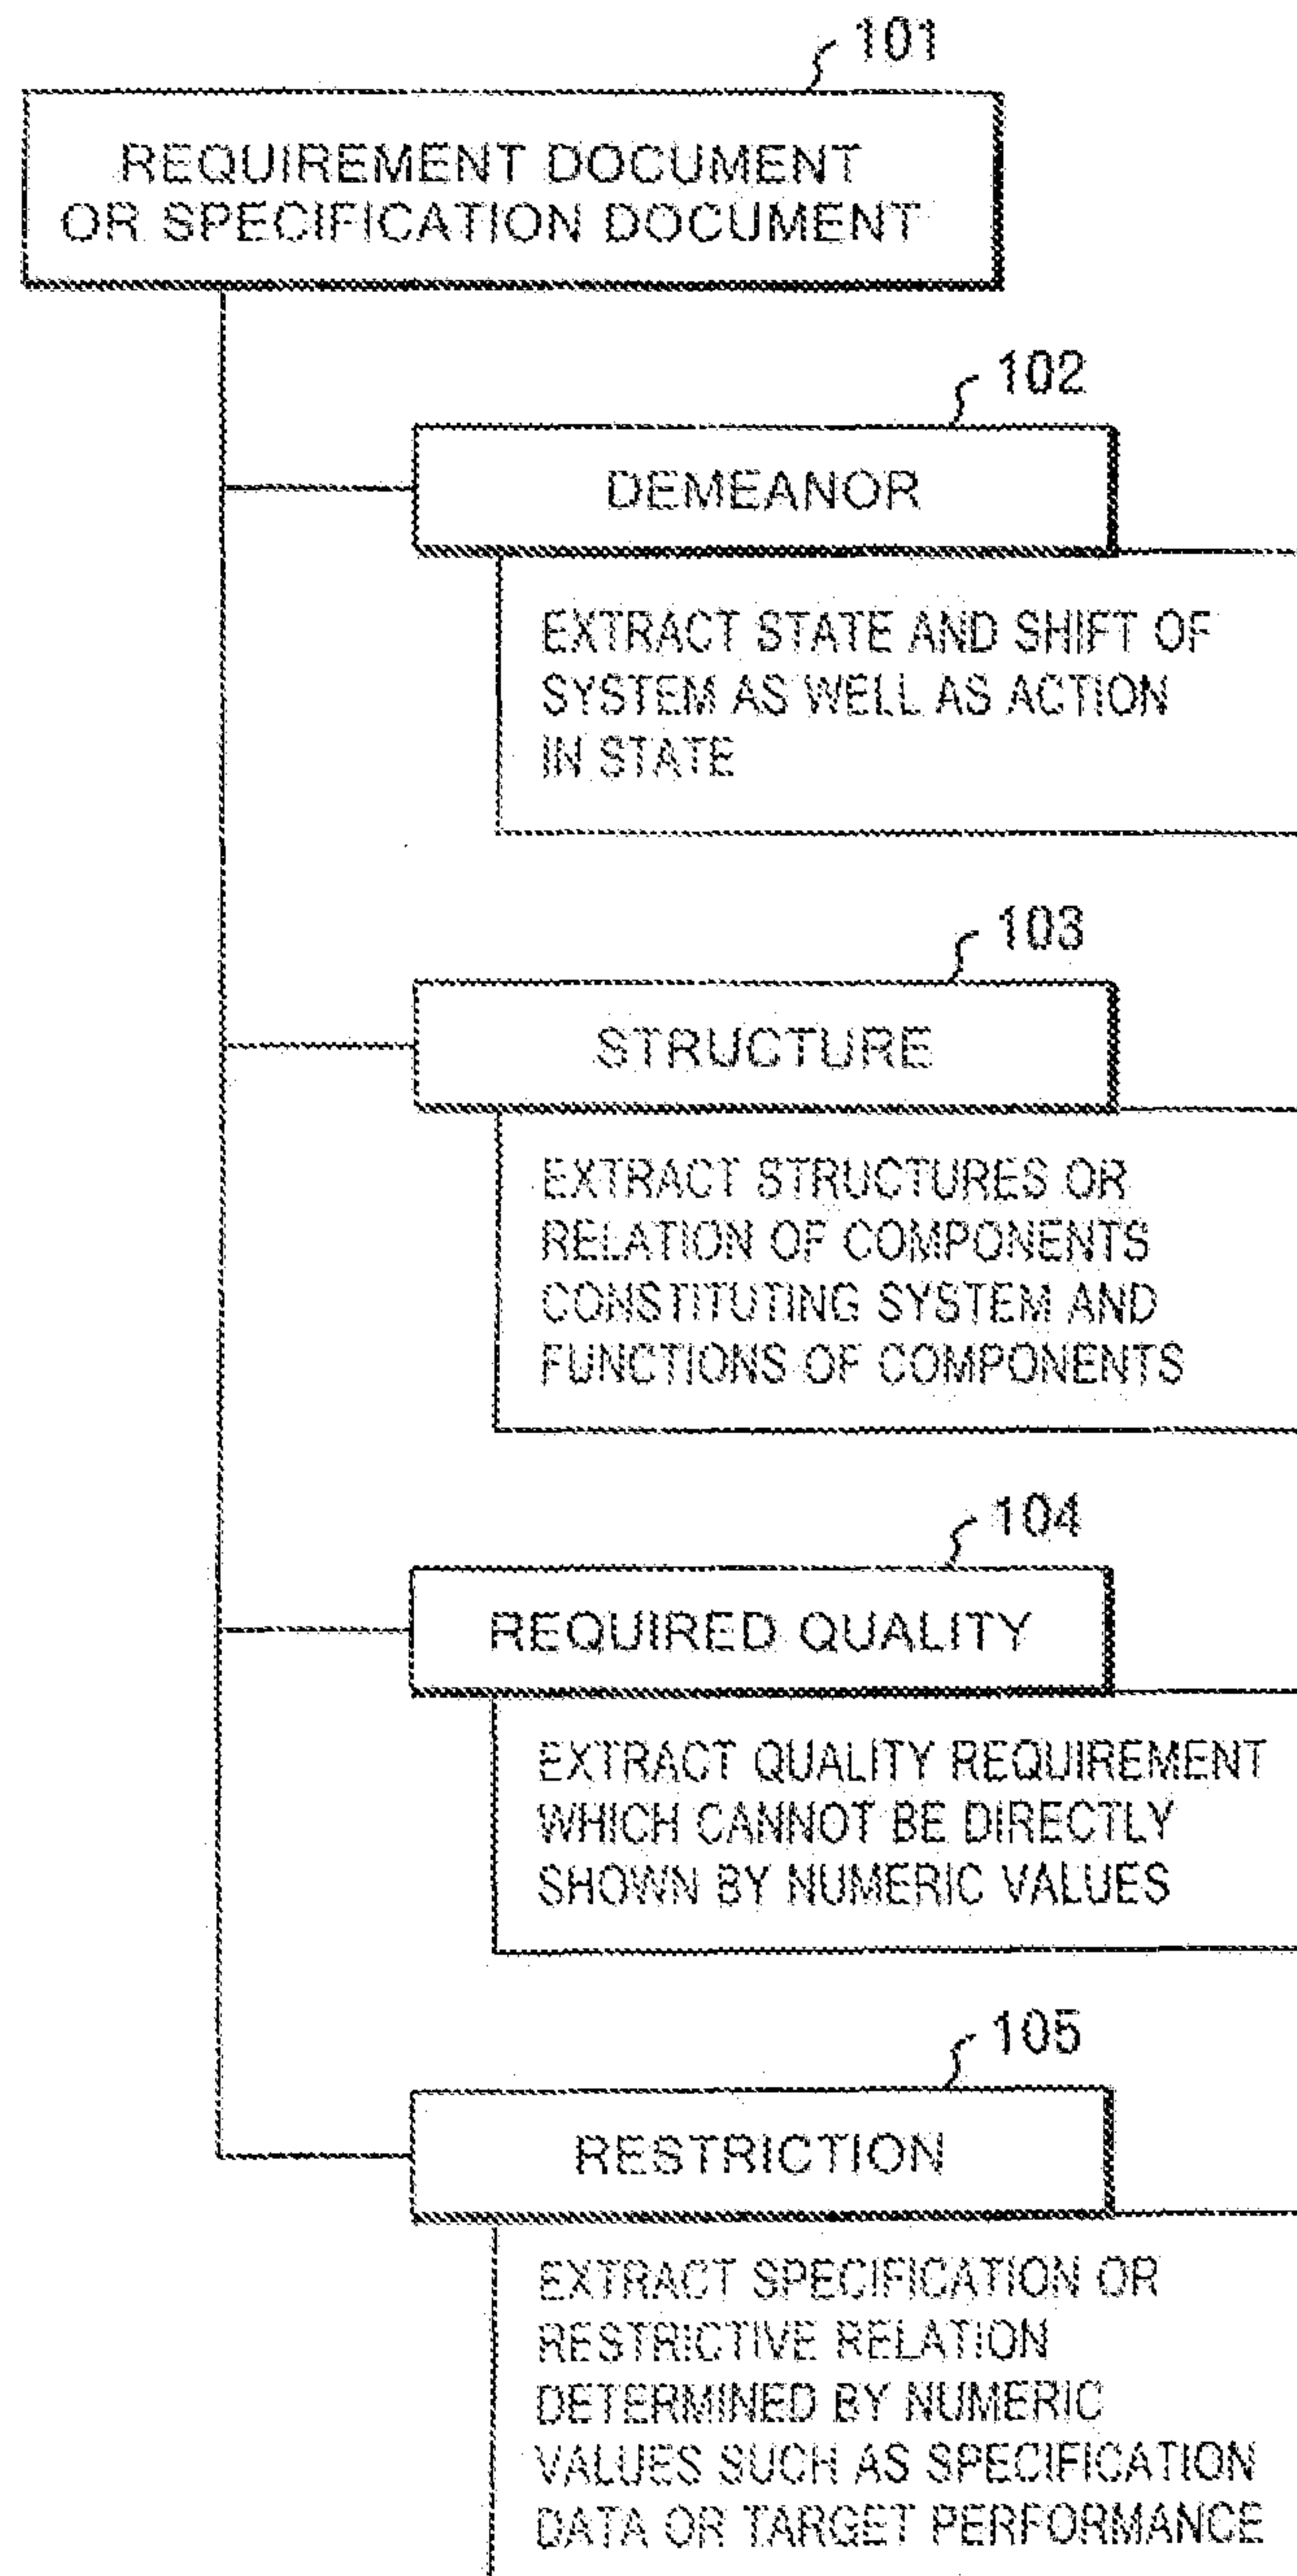 101
REQUIREMENT DOCUMENT
OR SPECIFICATION DOCUMENT
102
DEMEANOR
EXTRACT STATE AND SHIFT OF
SYSTEM AS WELL AS ACTION
IN STATE
103
STRUCTURE
EXTRACT STRUCTURES OR
RELATION OF COMPONENTS
CONSTITUTING SYSTEM AND
FUNCTIONS OF COMPONENTS
104
REQUIRED QUALITY
EXTRACT QUALITY REQUIREMENT
WHICH CANNOT BE DIRECTLY
SHOWN BY NUMERIC VALUES
105
RESTRICTION
EXTRACT SPECIFICATION OR
RESTRICTIVE RELATION
DETERMINED BY NUMERIC
VALUES SUCH AS SPECIFICATION
DATA OR TARGET PERFORMANCE